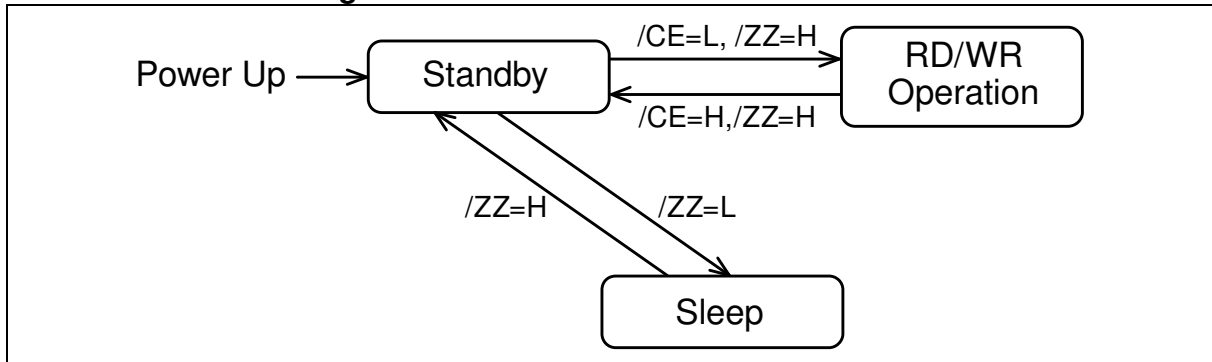 /CE=L, /ZZ=H
Power Up
Standby
RD/WR
Operation
/CE=H,/ZZ=H
/ZZ=H
/ZZ=L
Sleep